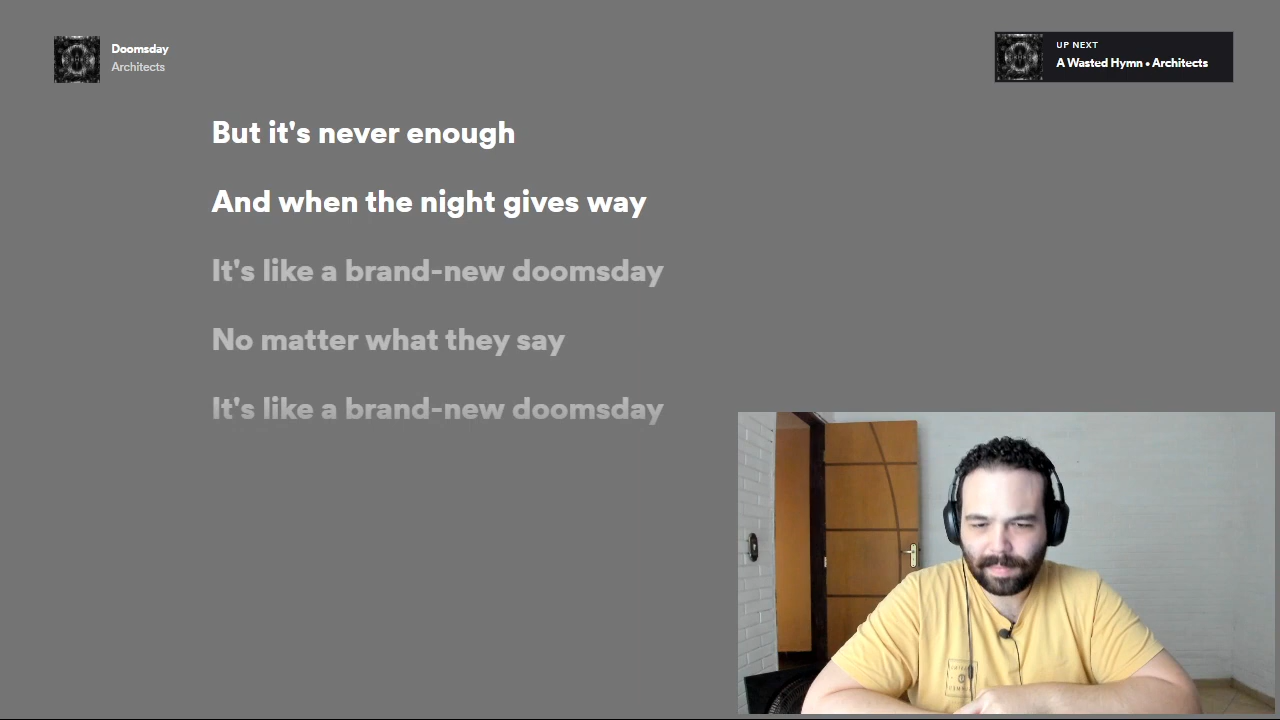 Doomsday
Architects
UP NEXT
A Wasted Hymn • Architects
But it's never enough
And when the night gives way
It's like a brand-new doomsday
No matter what they say
It's like a brand-new doomsday